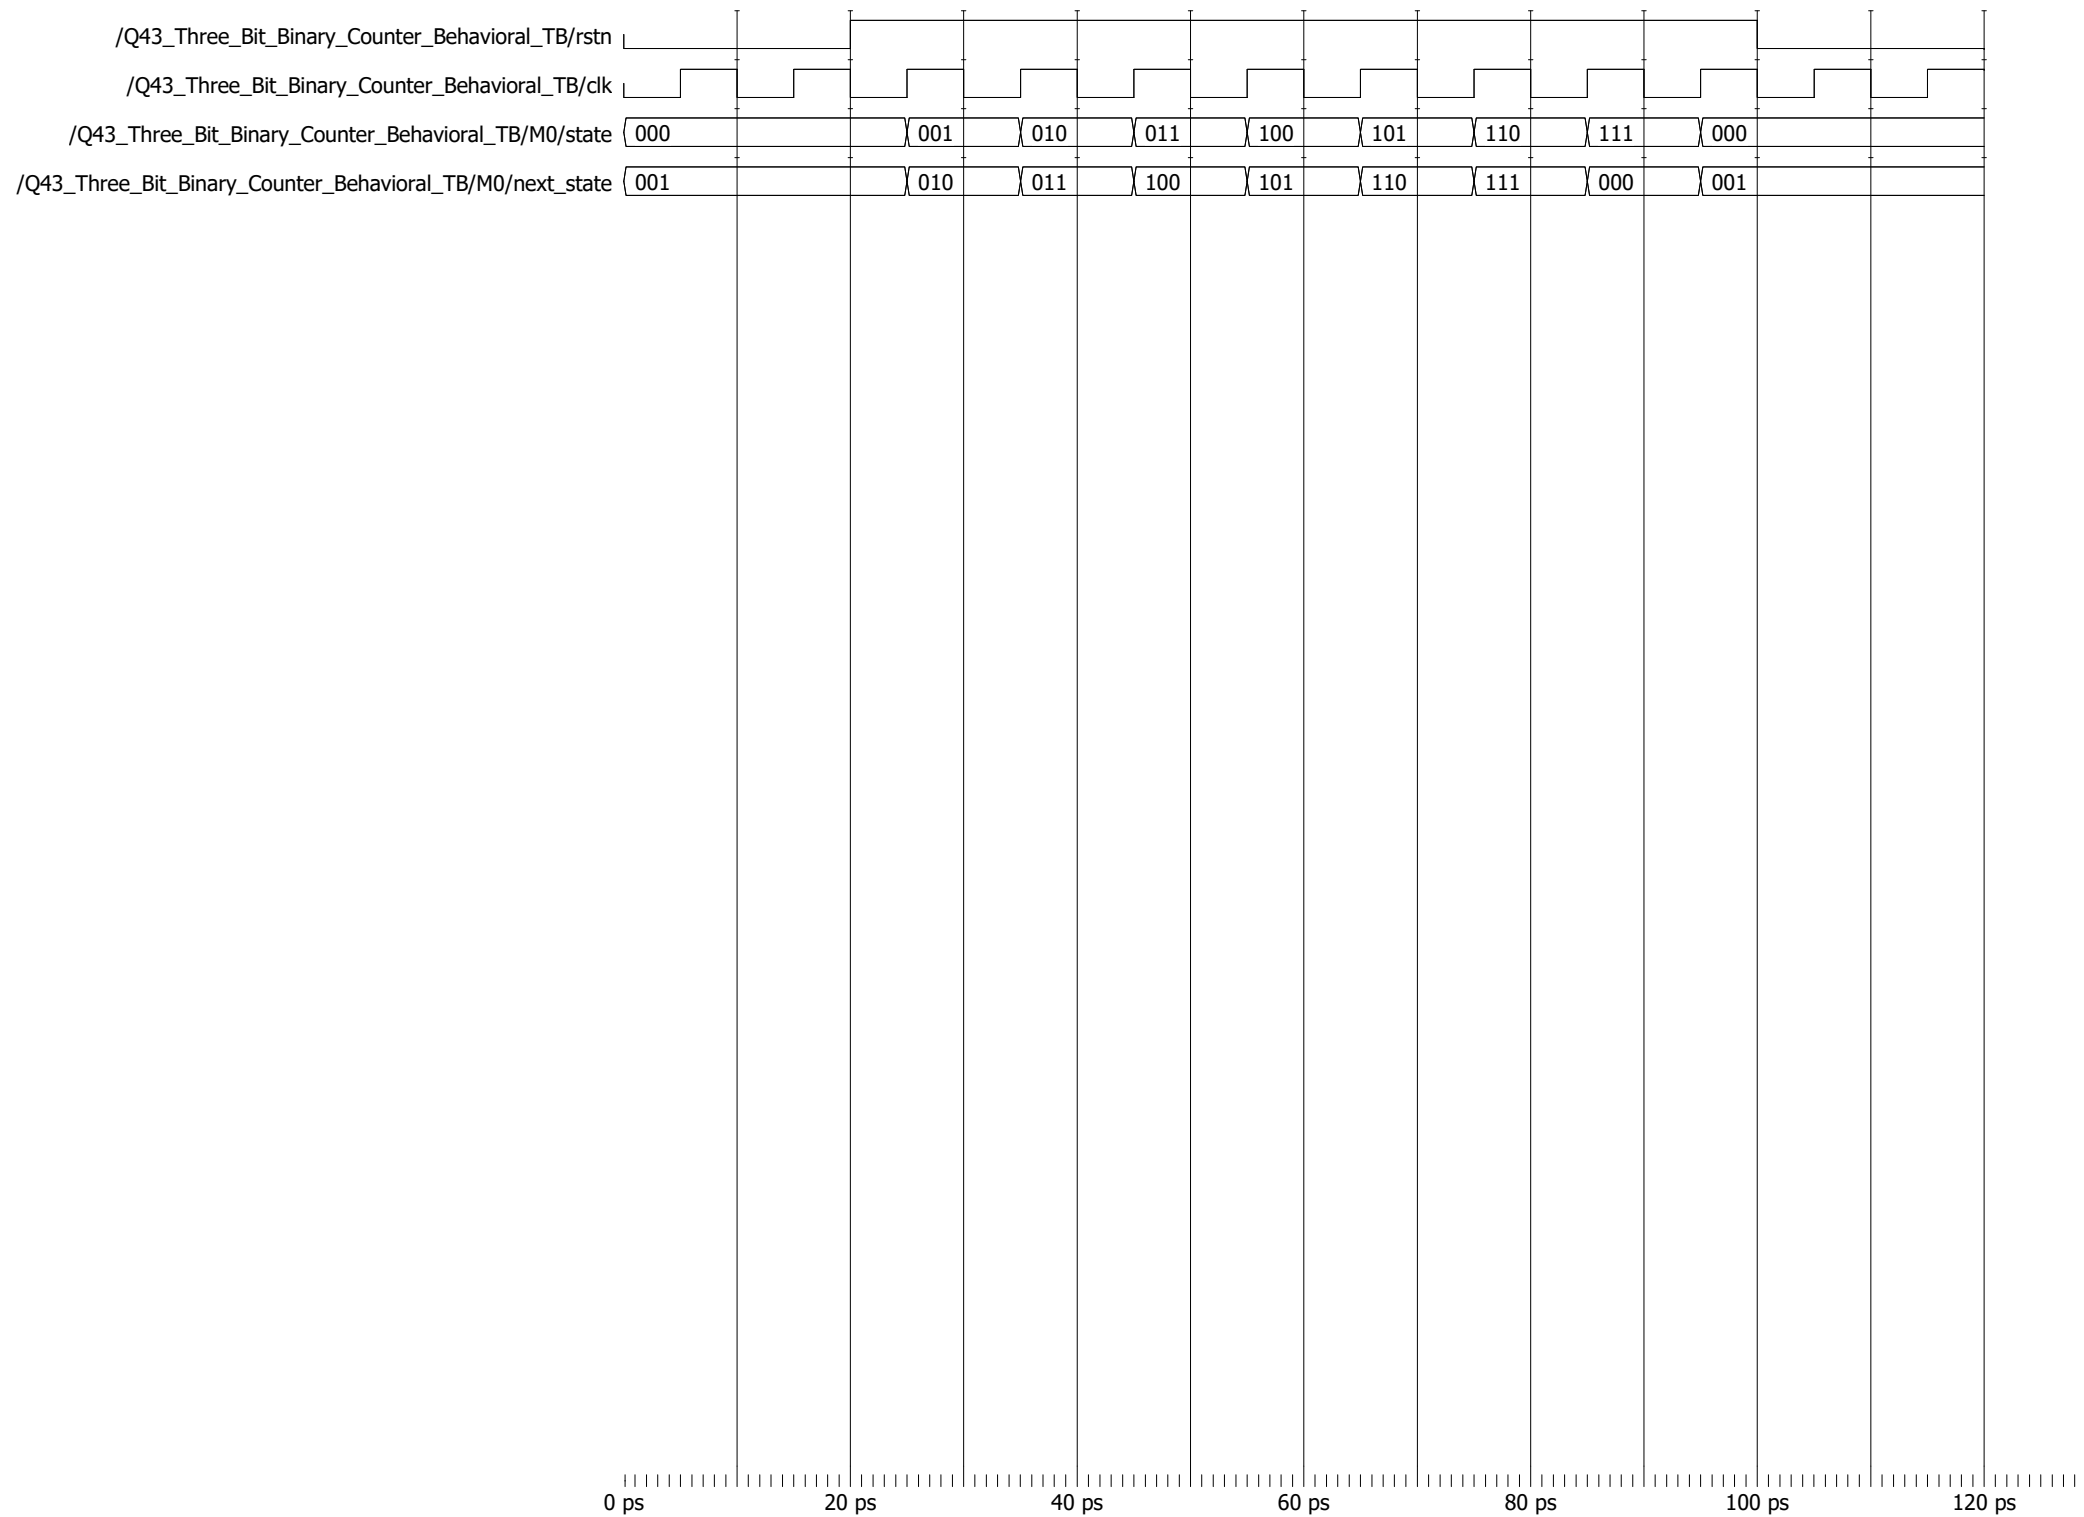 /Q43_Three_Bit_Binary_Counter_Behavioral_TB/rstn
/Q43_Three_Bit_Binary_Counter_Behavioral_TB/clk
/Q43_Three_Bit_Binary_Counter_Behavioral_TB/M0/state 000 001 010 011 100 101 110 111 000
/Q43_Three_Bit_Binary_Counter_Behavioral_TB/M0/next_state 001 010 011 100 101 110 111 000 001
0 ps 20 ps 40 ps 60 ps 80 ps 100 ps 120 ps